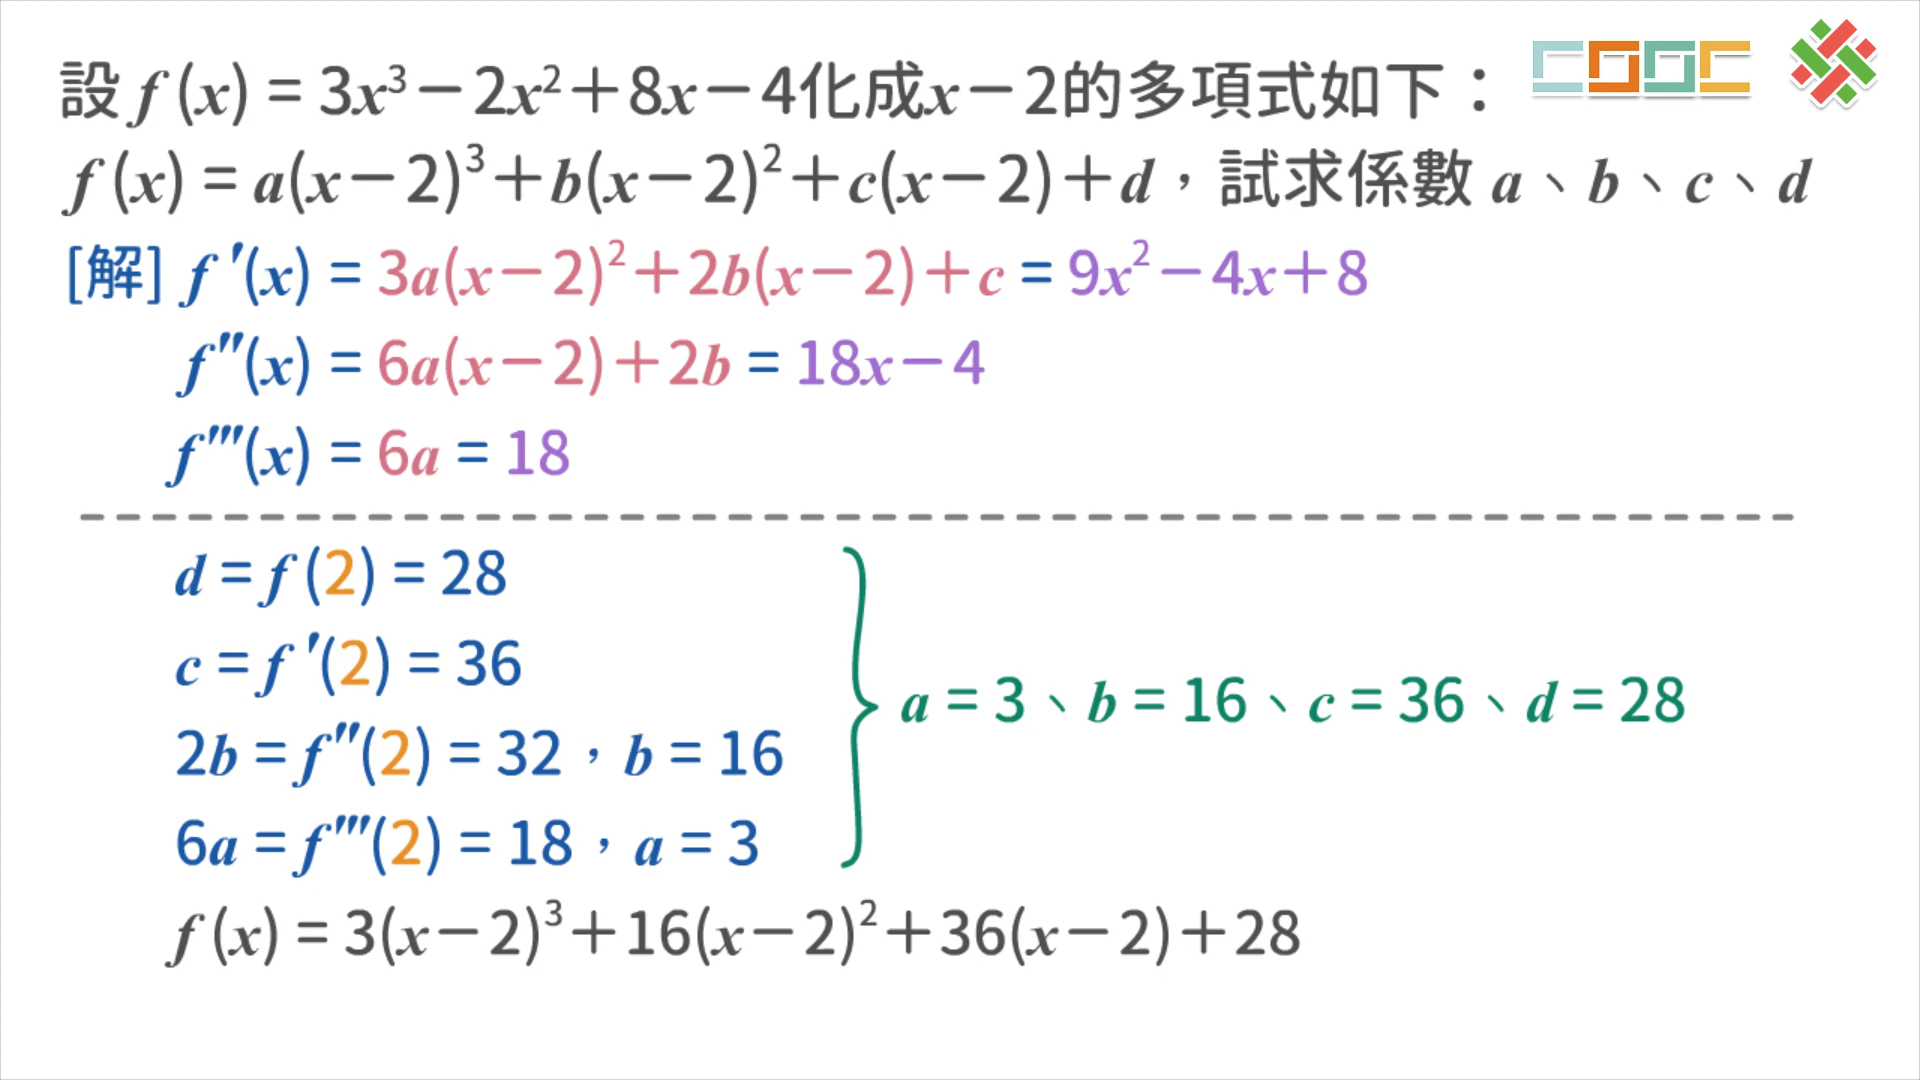 設 f(x) = 3x³－2x²＋8x－4化成x－2的多項式如下：
f(x) = a(x－2)³＋b(x－2)²＋c(x－2)＋d，試求係數 a、b、c、d
[解] f′(x) = 3a(x－2)²＋2b(x－2)＋c = 9x²－4x＋8
f″(x) = 6a(x－2)＋2b = 18x－4
f‴(x) = 6a = 18
d = f(2) = 28
c = f′(2) = 36
2b = f″(2) = 32，b = 16
6a = f‴(2) = 18，a = 3
a = 3、b = 16、c = 36、d = 28
f(x) = 3(x－2)³＋16(x－2)²＋36(x－2)＋28